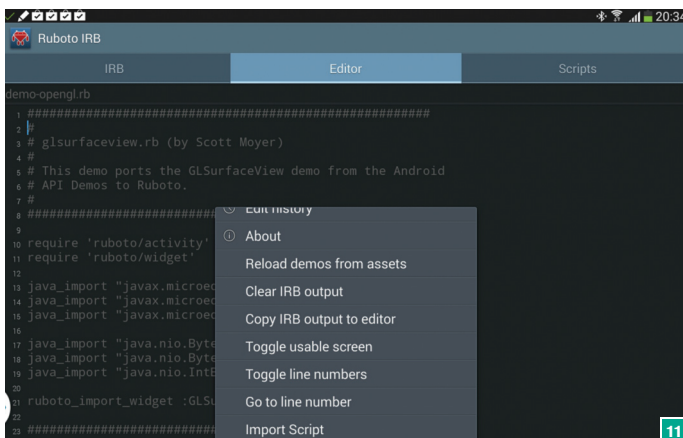 20:34
Ruboto IRB
IRB
Editor
Scripts
demo-opengl.rb
1 #######################################################
2 #
3 # glsurfaceview.rb (by Scott Moyer)
4 #
5 # This demo ports the GLSurfaceView demo from the Android
6 # API Demos to Ruboto.
7 #
8 ##########################
9
10 require 'ruboto/activity'
11 require 'ruboto/widget'
12
13 java_import "javax.microed
14 java_import "javax.microed
15 java_import "javax.microed
16
17 java_import "java.nio.Byte
18 java_import "java.nio.Byte
19 java_import "java.nio.IntB
20
21 ruboto_import_widget :GLSu
22
23 ##########################
Edit history
About
Reload demos from assets
Clear IRB output
Copy IRB output to editor
Toggle usable screen
Toggle line numbers
Go to line number
Import Script
11